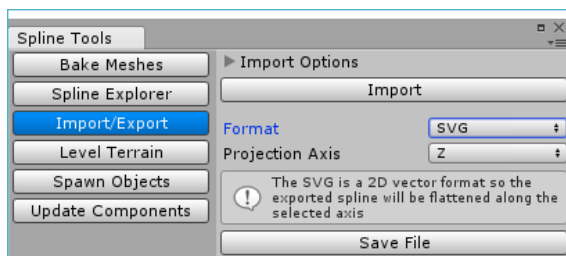 Spline Tools
Bake Meshes
Spline Explorer
Import/Export
Level Terrain
Spawn Objects
Update Components
Import Options
Import
Format SVG
Projection Axis Z
The SVG is a 2D vector format so the
exported spline will be flattened along the
selected axis
Save File